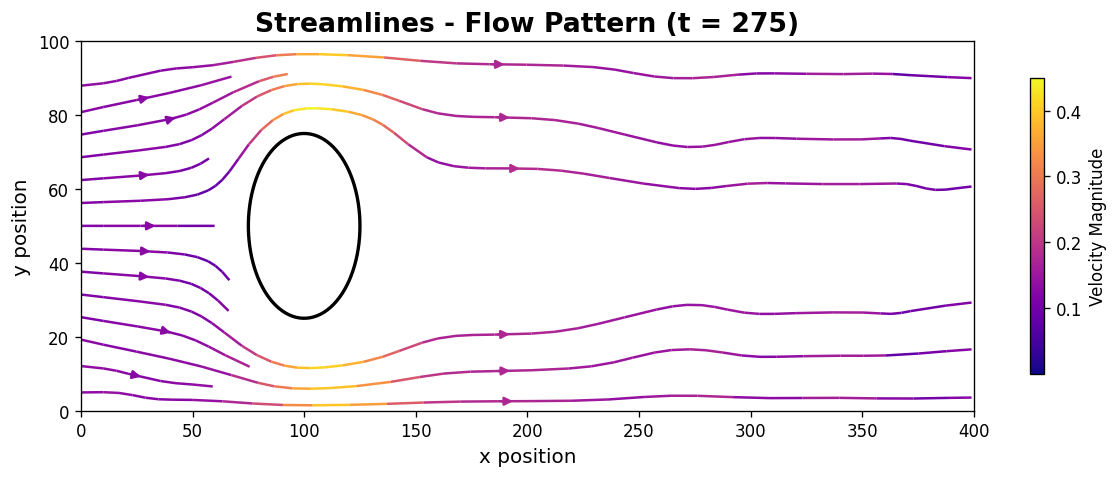 Streamlines - Flow Pattern (t = 275)
100
80
60
40
20
0
y position
0 50 100 150 200 250 300 350 400
x position
0.4
0.3
0.2
0.1
Velocity Magnitude